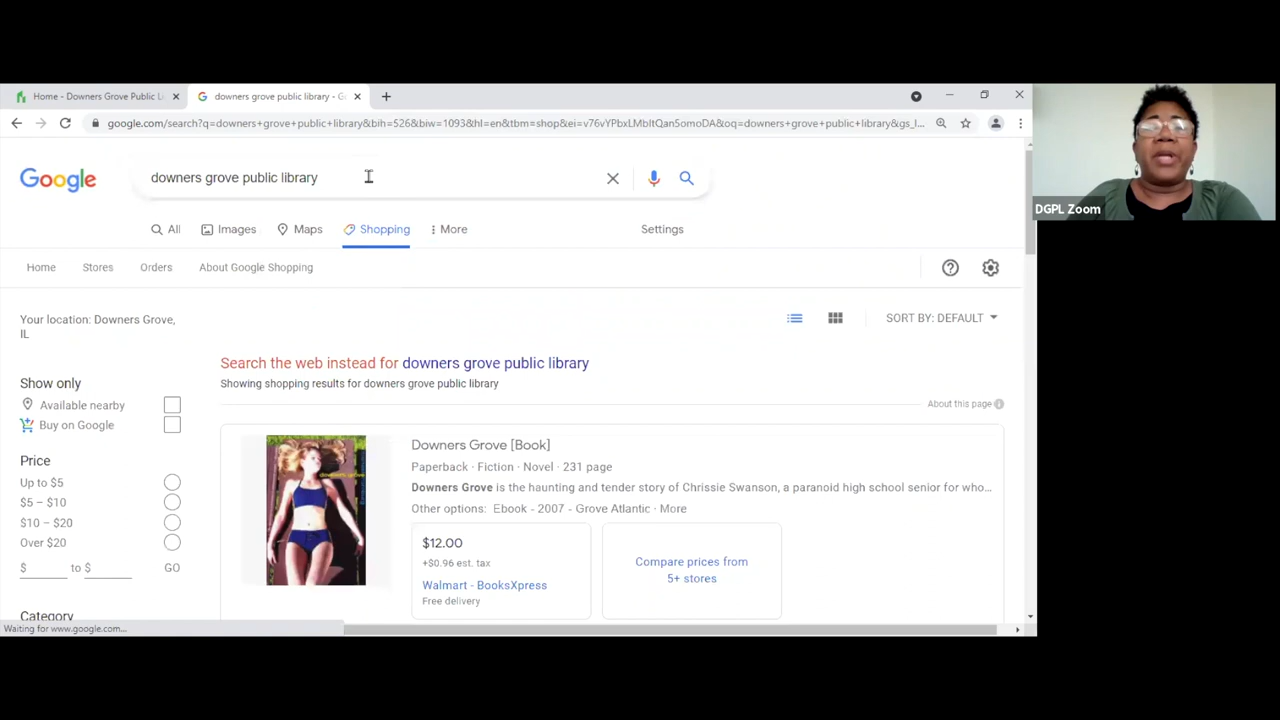 Home - Downers Grove Public Li
downers grove public library - Go
google.com/search?q=downers+grove+public+library&bih=526&biw=1093&hl=en&tbm=shop&ei=v76vYPbxLMbItQan5omoDA&oq=downers+grove+public+library&gs_l...
Google
downers grove public library
All
Images
Maps
Shopping
More
Settings
Home
Stores
Orders
About Google Shopping
DGPL Zoom
Your location: Downers Grove,
IL
SORT BY: DEFAULT
Search the web instead for downers grove public library
Showing shopping results for downers grove public library
About this page
Show only
Available nearby
Buy on Google
Price
Up to $5
$5 – $10
$10 – $20
Over $20
$ to $ GO
Category
downers grove
Downers Grove [Book]
Paperback · Fiction · Novel · 231 page
Downers Grove is the haunting and tender story of Chrissie Swanson, a paranoid high school senior for who...
Other options: Ebook - 2007 - Grove Atlantic · More
$12.00
+$0.96 est. tax
Walmart - BooksXpress
Free delivery
Compare prices from
5+ stores
Waiting for www.google.com...